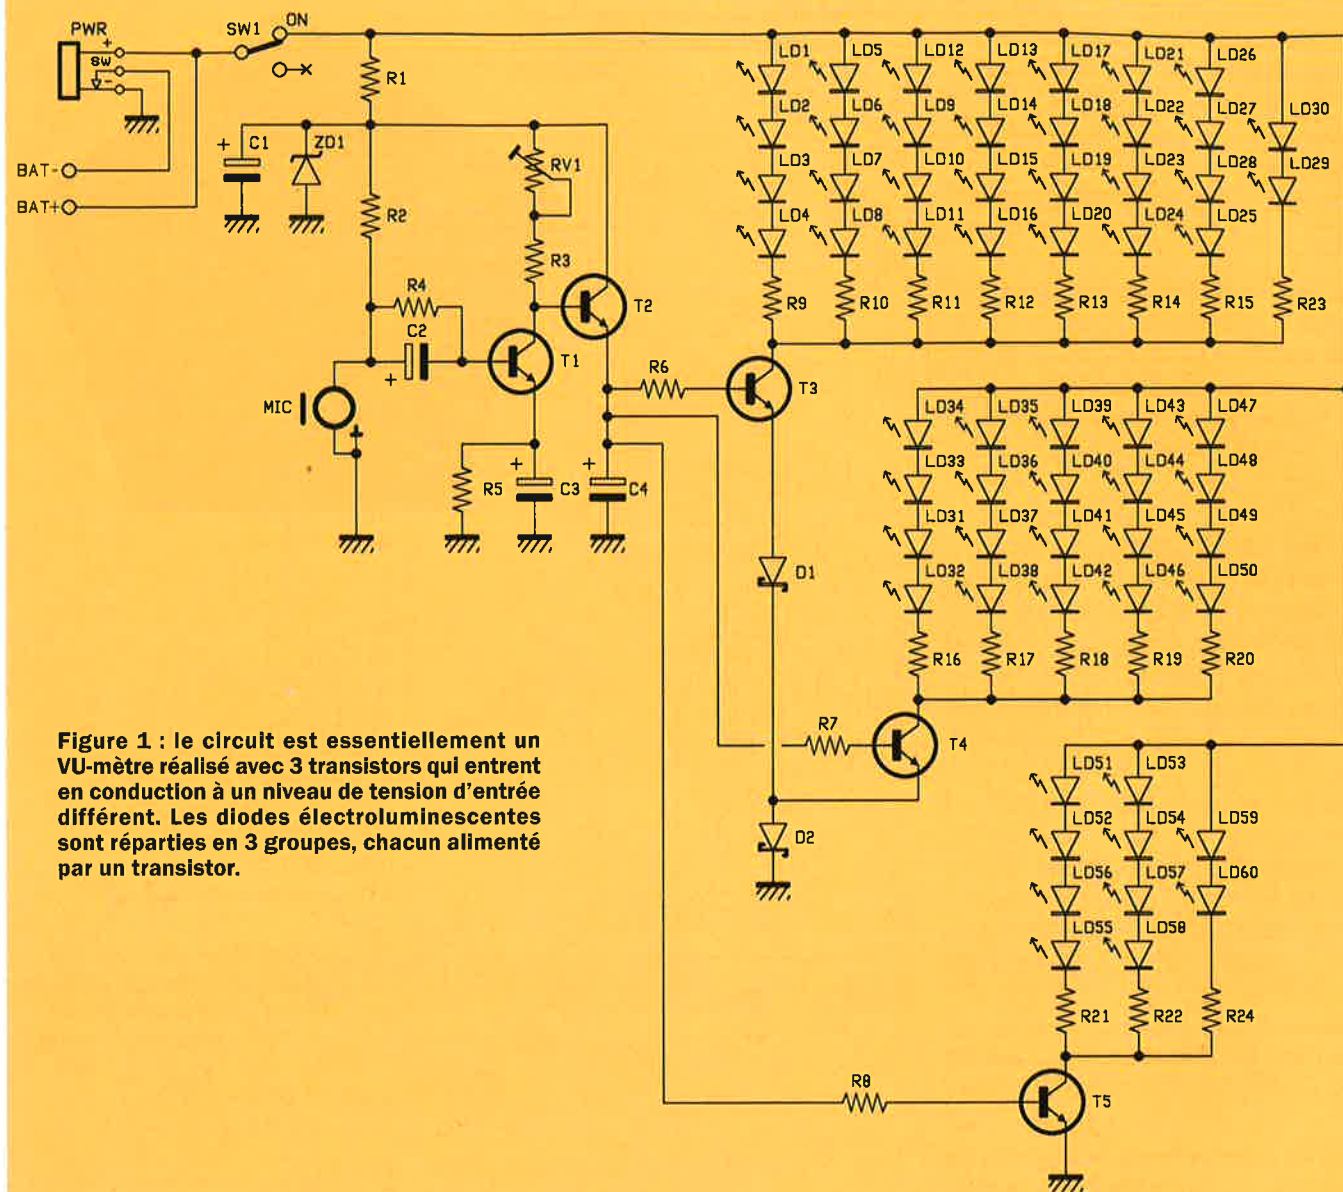 PWR
+
SW
-
SW1
ON
BAT-
BAT+
R1
+
C1
ZD1
R2
RV1
R3
R4
C2
+
T1
T2
MIC
+
R5
+
C3
+
C4
R6
T3
D1
R7
T4
D2
R8
T5
LD1 LD5 LD12 LD13 LD17 LD21 LD26
LD2 LD6 LD9 LD14 LD18 LD22 LD27 LD30
LD3 LD7 LD10 LD15 LD19 LD23 LD28 LD29
LD4 LD8 LD11 LD16 LD20 LD24 LD25
R9 R10 R11 R12 R13 R14 R15 R23
LD34 LD35 LD39 LD43 LD47
LD33 LD36 LD40 LD44 LD48
LD31 LD37 LD41 LD45 LD49
LD32 LD38 LD42 LD46 LD50
R16 R17 R18 R19 R20
LD51 LD53
LD52 LD54 LD59
LD56 LD57 LD60
LD55 LD58
R21 R22 R24
Figure 1 : le circuit est essentiellement un
VU-mètre réalisé avec 3 transistors qui entrent
en conduction à un niveau de tension d'entrée
différent. Les diodes électroluminescentes
sont réparties en 3 groupes, chacun alimenté
par un transistor.